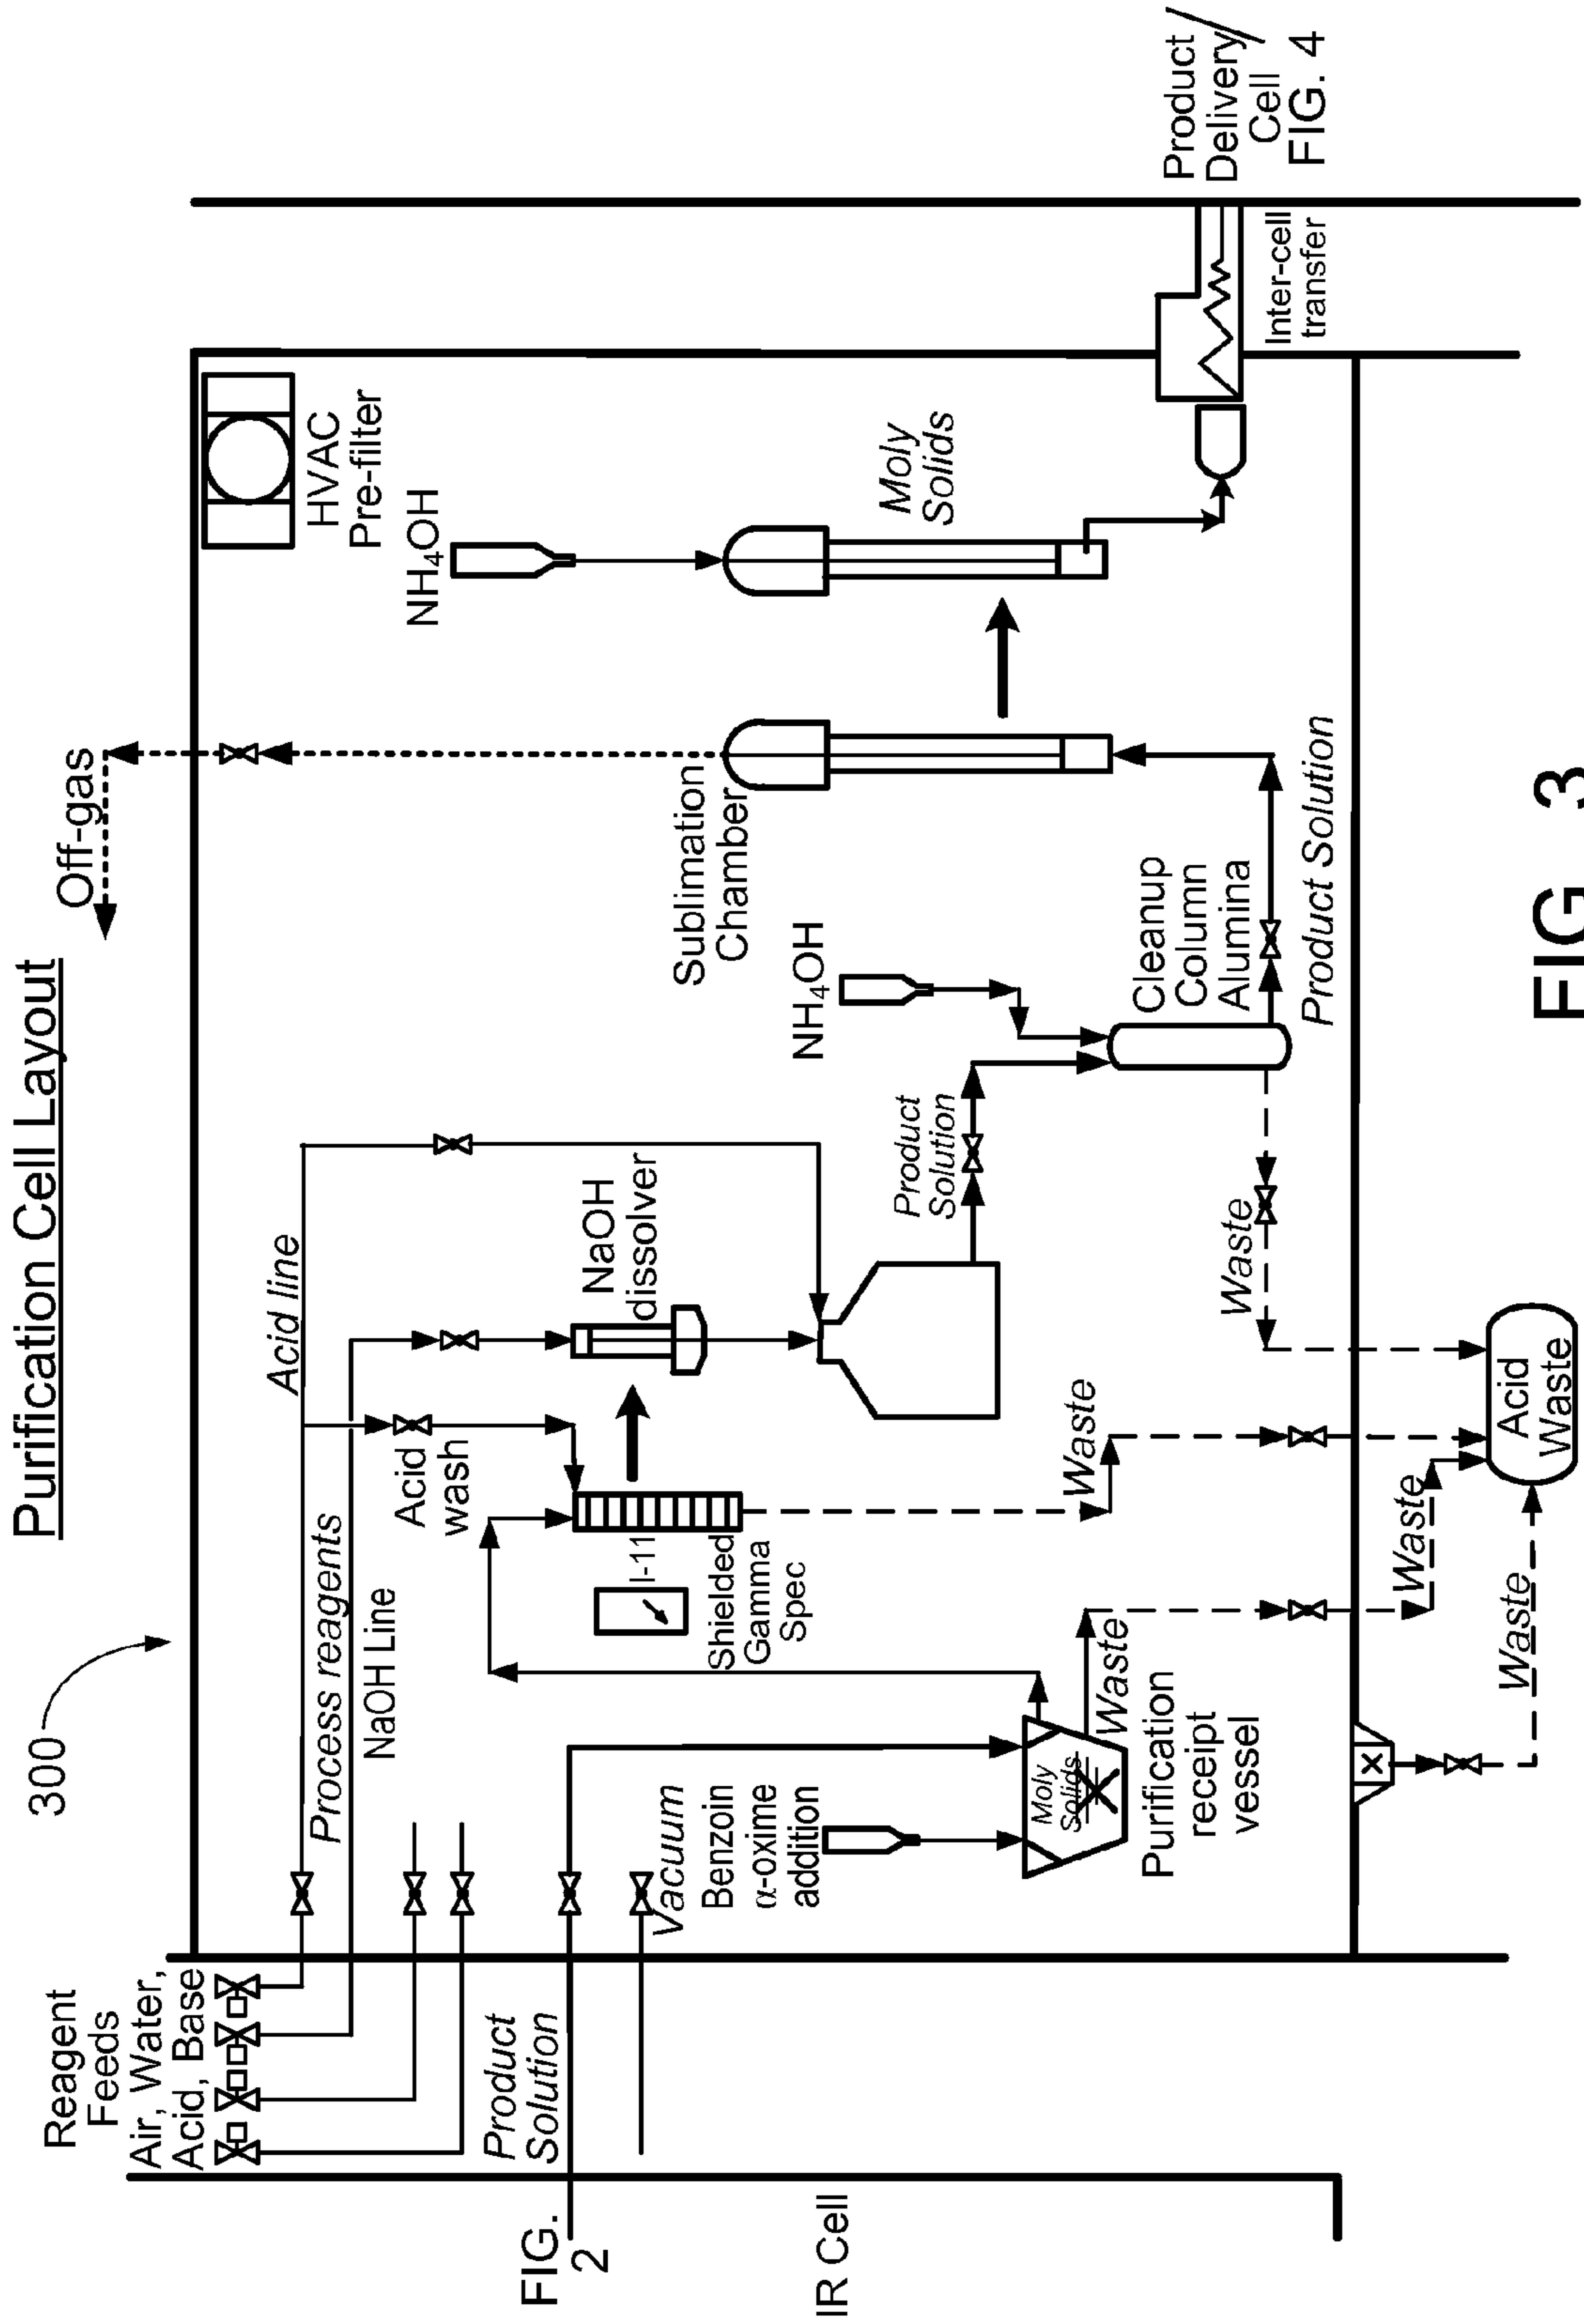 Purification Cell Layout
300
Reagent
Feeds
Air, Water,
Acid, Base
Process reagents
NaOH Line
Acid line
Off-gas
HVAC
Pre-filter
NH₄OH
Acid
wash
NaOH
dissolver
Sublimation
Chamber
Moly
Solids
Product
Solution
FIG.
2
IR Cell
Vacuum
Benzoin
α-oxime
addition
I-11
Shielded
Gamma
Spec
Moly
Solids
Purification
receipt
vessel
Waste
Waste
Product
Solution
NH₄OH
Cleanup
Column
Alumina
Waste
Product Solution
Waste
Waste
Acid
Waste
Inter-cell
transfer
Product
Delivery
Cell
FIG. 4
FIG. 3